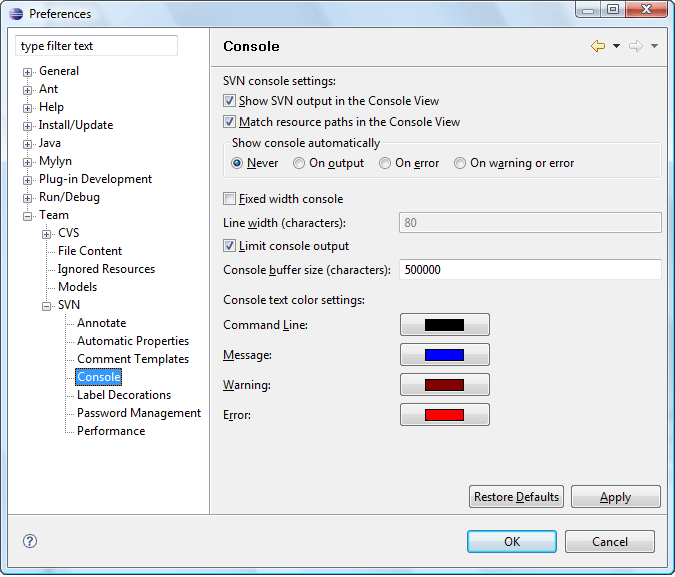 Preferences
type filter text
General
Ant
Help
Install/Update
Java
Mylyn
Plug-in Development
Run/Debug
Team
CVS
File Content
Ignored Resources
Models
SVN
Annotate
Automatic Properties
Comment Templates
Console
Label Decorations
Password Management
Performance
Console
SVN console settings:
Show SVN output in the Console View
Match resource paths in the Console View
Show console automatically
Never On output On error On warning or error
Fixed width console
Line width (characters): 80
Limit console output
Console buffer size (characters): 500000
Console text color settings:
Command Line:
Message:
Warning:
Error:
Restore Defaults Apply
? OK Cancel